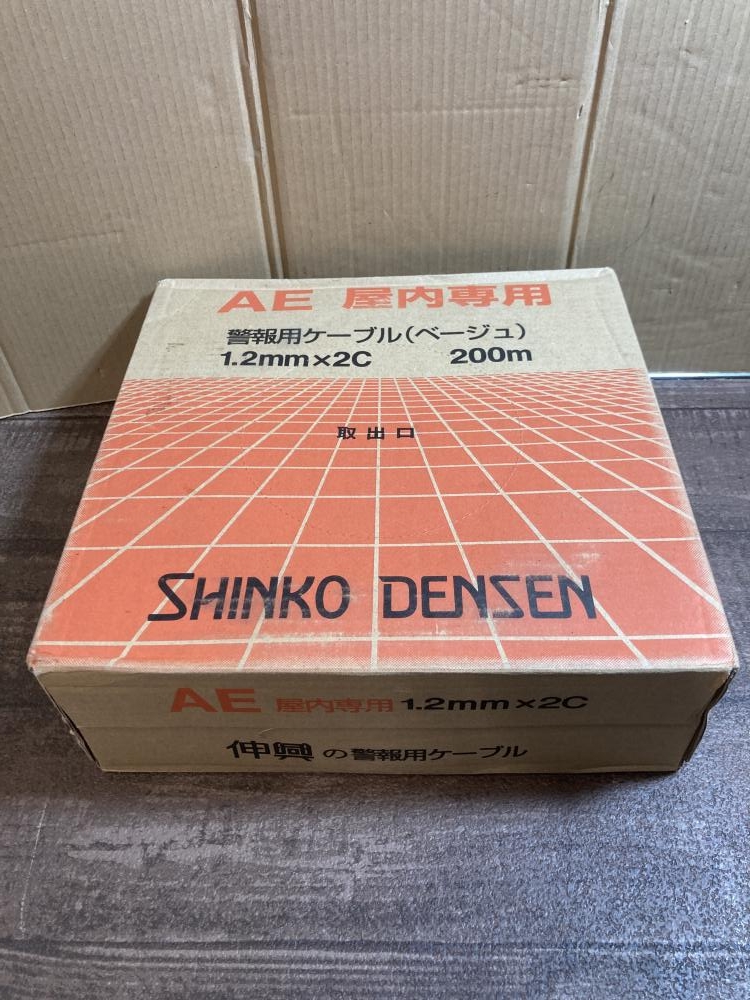 AE 屋内専用
警報用ケーブル(ベージュ)
1.2mm×2C 200m
取出口
SHINKO DENSEN
AE 屋内専用 1.2mm×2C
伸興の警報用ケーブル